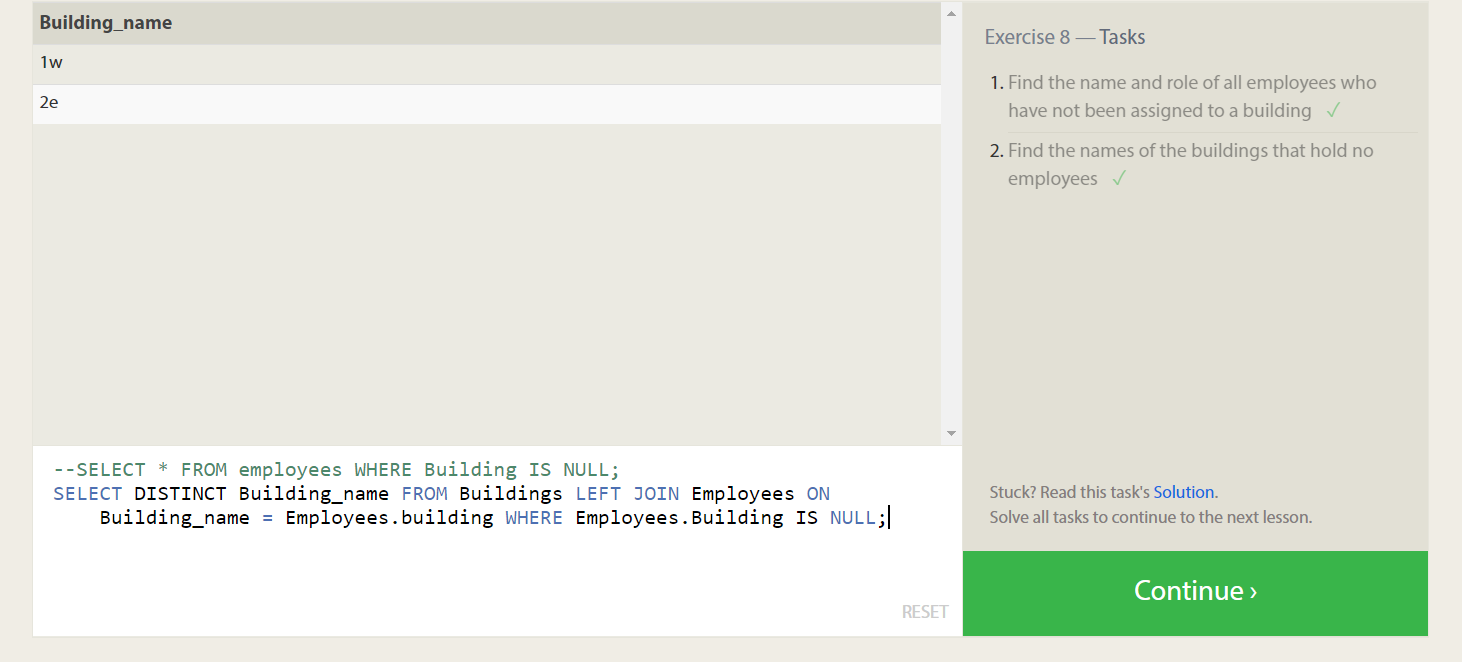 Building_name
1w
2e
--SELECT * FROM employees WHERE Building IS NULL;
SELECT DISTINCT Building_name FROM Buildings LEFT JOIN Employees ON
Building_name = Employees.building WHERE Employees.Building IS NULL;
RESET
Exercise 8 — Tasks
1. Find the name and role of all employees who
have not been assigned to a building ✓
2. Find the names of the buildings that hold no
employees ✓
Stuck? Read this task's Solution.
Solve all tasks to continue to the next lesson.
Continue ›